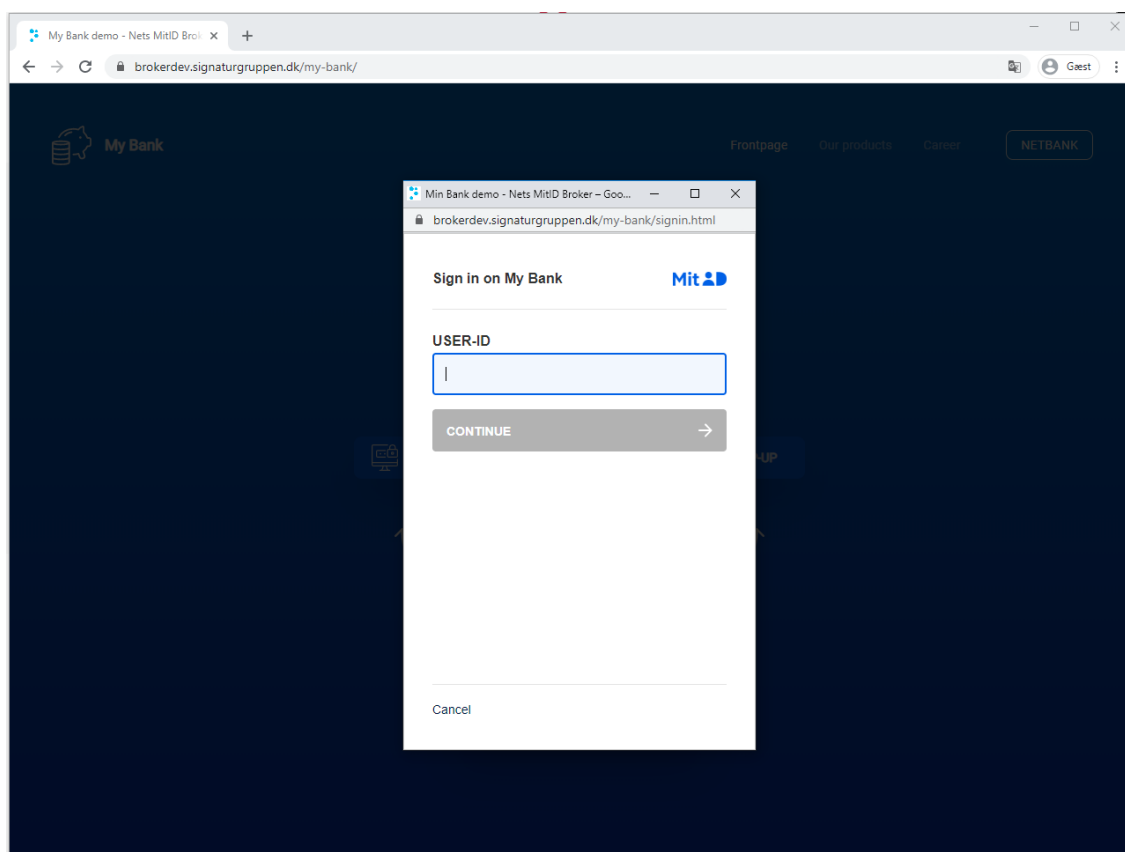 My Bank demo - Nets MitID Brok
brokerdev.signaturgruppen.dk/my-bank/
Gæst
My Bank
Frontpage
Our products
Career
NETBANK
Min Bank demo - Nets MitID Broker – Goo...
brokerdev.signaturgruppen.dk/my-bank/signin.html
Sign in on My Bank
Mit ID
USER-ID
CONTINUE
-UP
Cancel